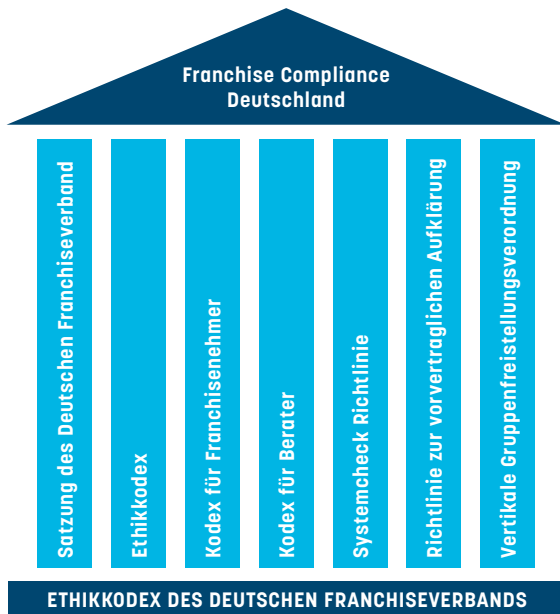 Franchise Compliance
Deutschland
Satzung des Deutschen Franchiseverband
Ethikkodex
Kodex für Franchisenehmer
Kodex für Berater
Systemcheck Richtlinie
Richtlinie zur vorvertraglichen Aufklärung
Vertikale Gruppenfreistellungsverordnung
ETHIKKODEX DES DEUTSCHEN FRANCHISEVERBANDS